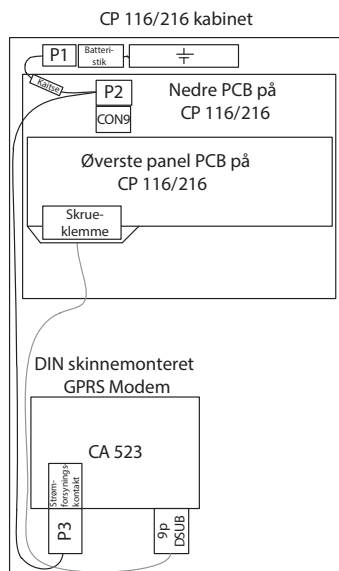 CP 116/216 kabinet
P1
Batteri-
stik
Kaitse
P2
CON9
Nedre PCB på
CP 116/216
Øverste panel PCB på
CP 116/216
Skrue-
klemme
DIN skinnemonteret
GPRS Modem
CA 523
Strøm-
forsynings-
kontakt
P3
9p
DSUB